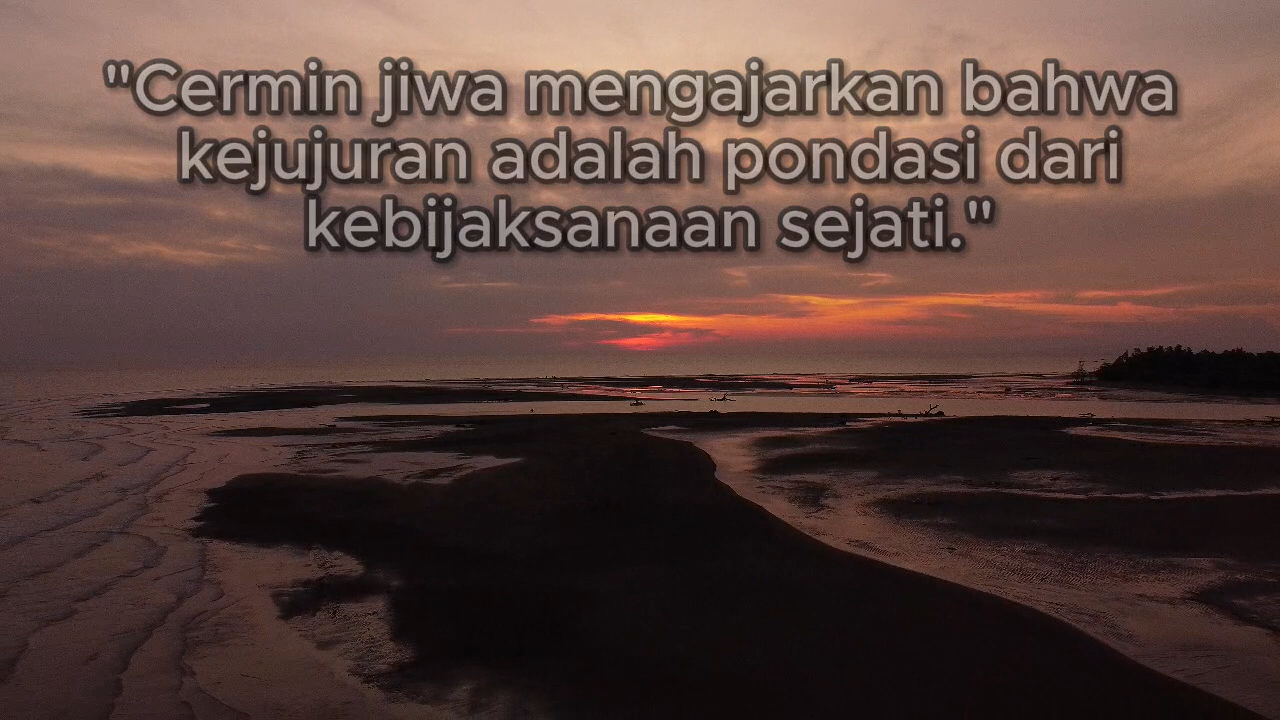 "Cermin jiwa mengajarkan bahwa
kejujuran adalah pondasi dari
kebijaksanaan sejati."